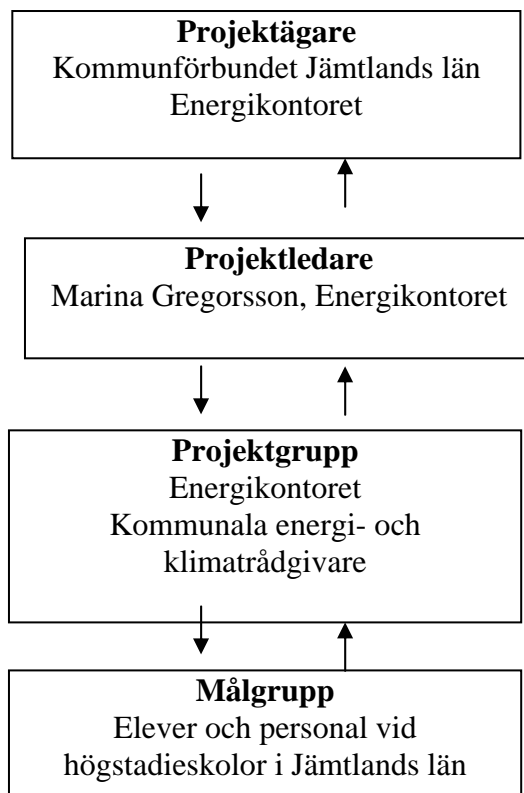 Projektägare
Kommunförbundet Jämtlands län
Energikontoret
Projektledare
Marina Gregorsson, Energikontoret
Projektgrupp
Energikontoret
Kommunala energi- och
klimatrådgivare
Målgrupp
Elever och personal vid
högstadieskolor i Jämtlands län